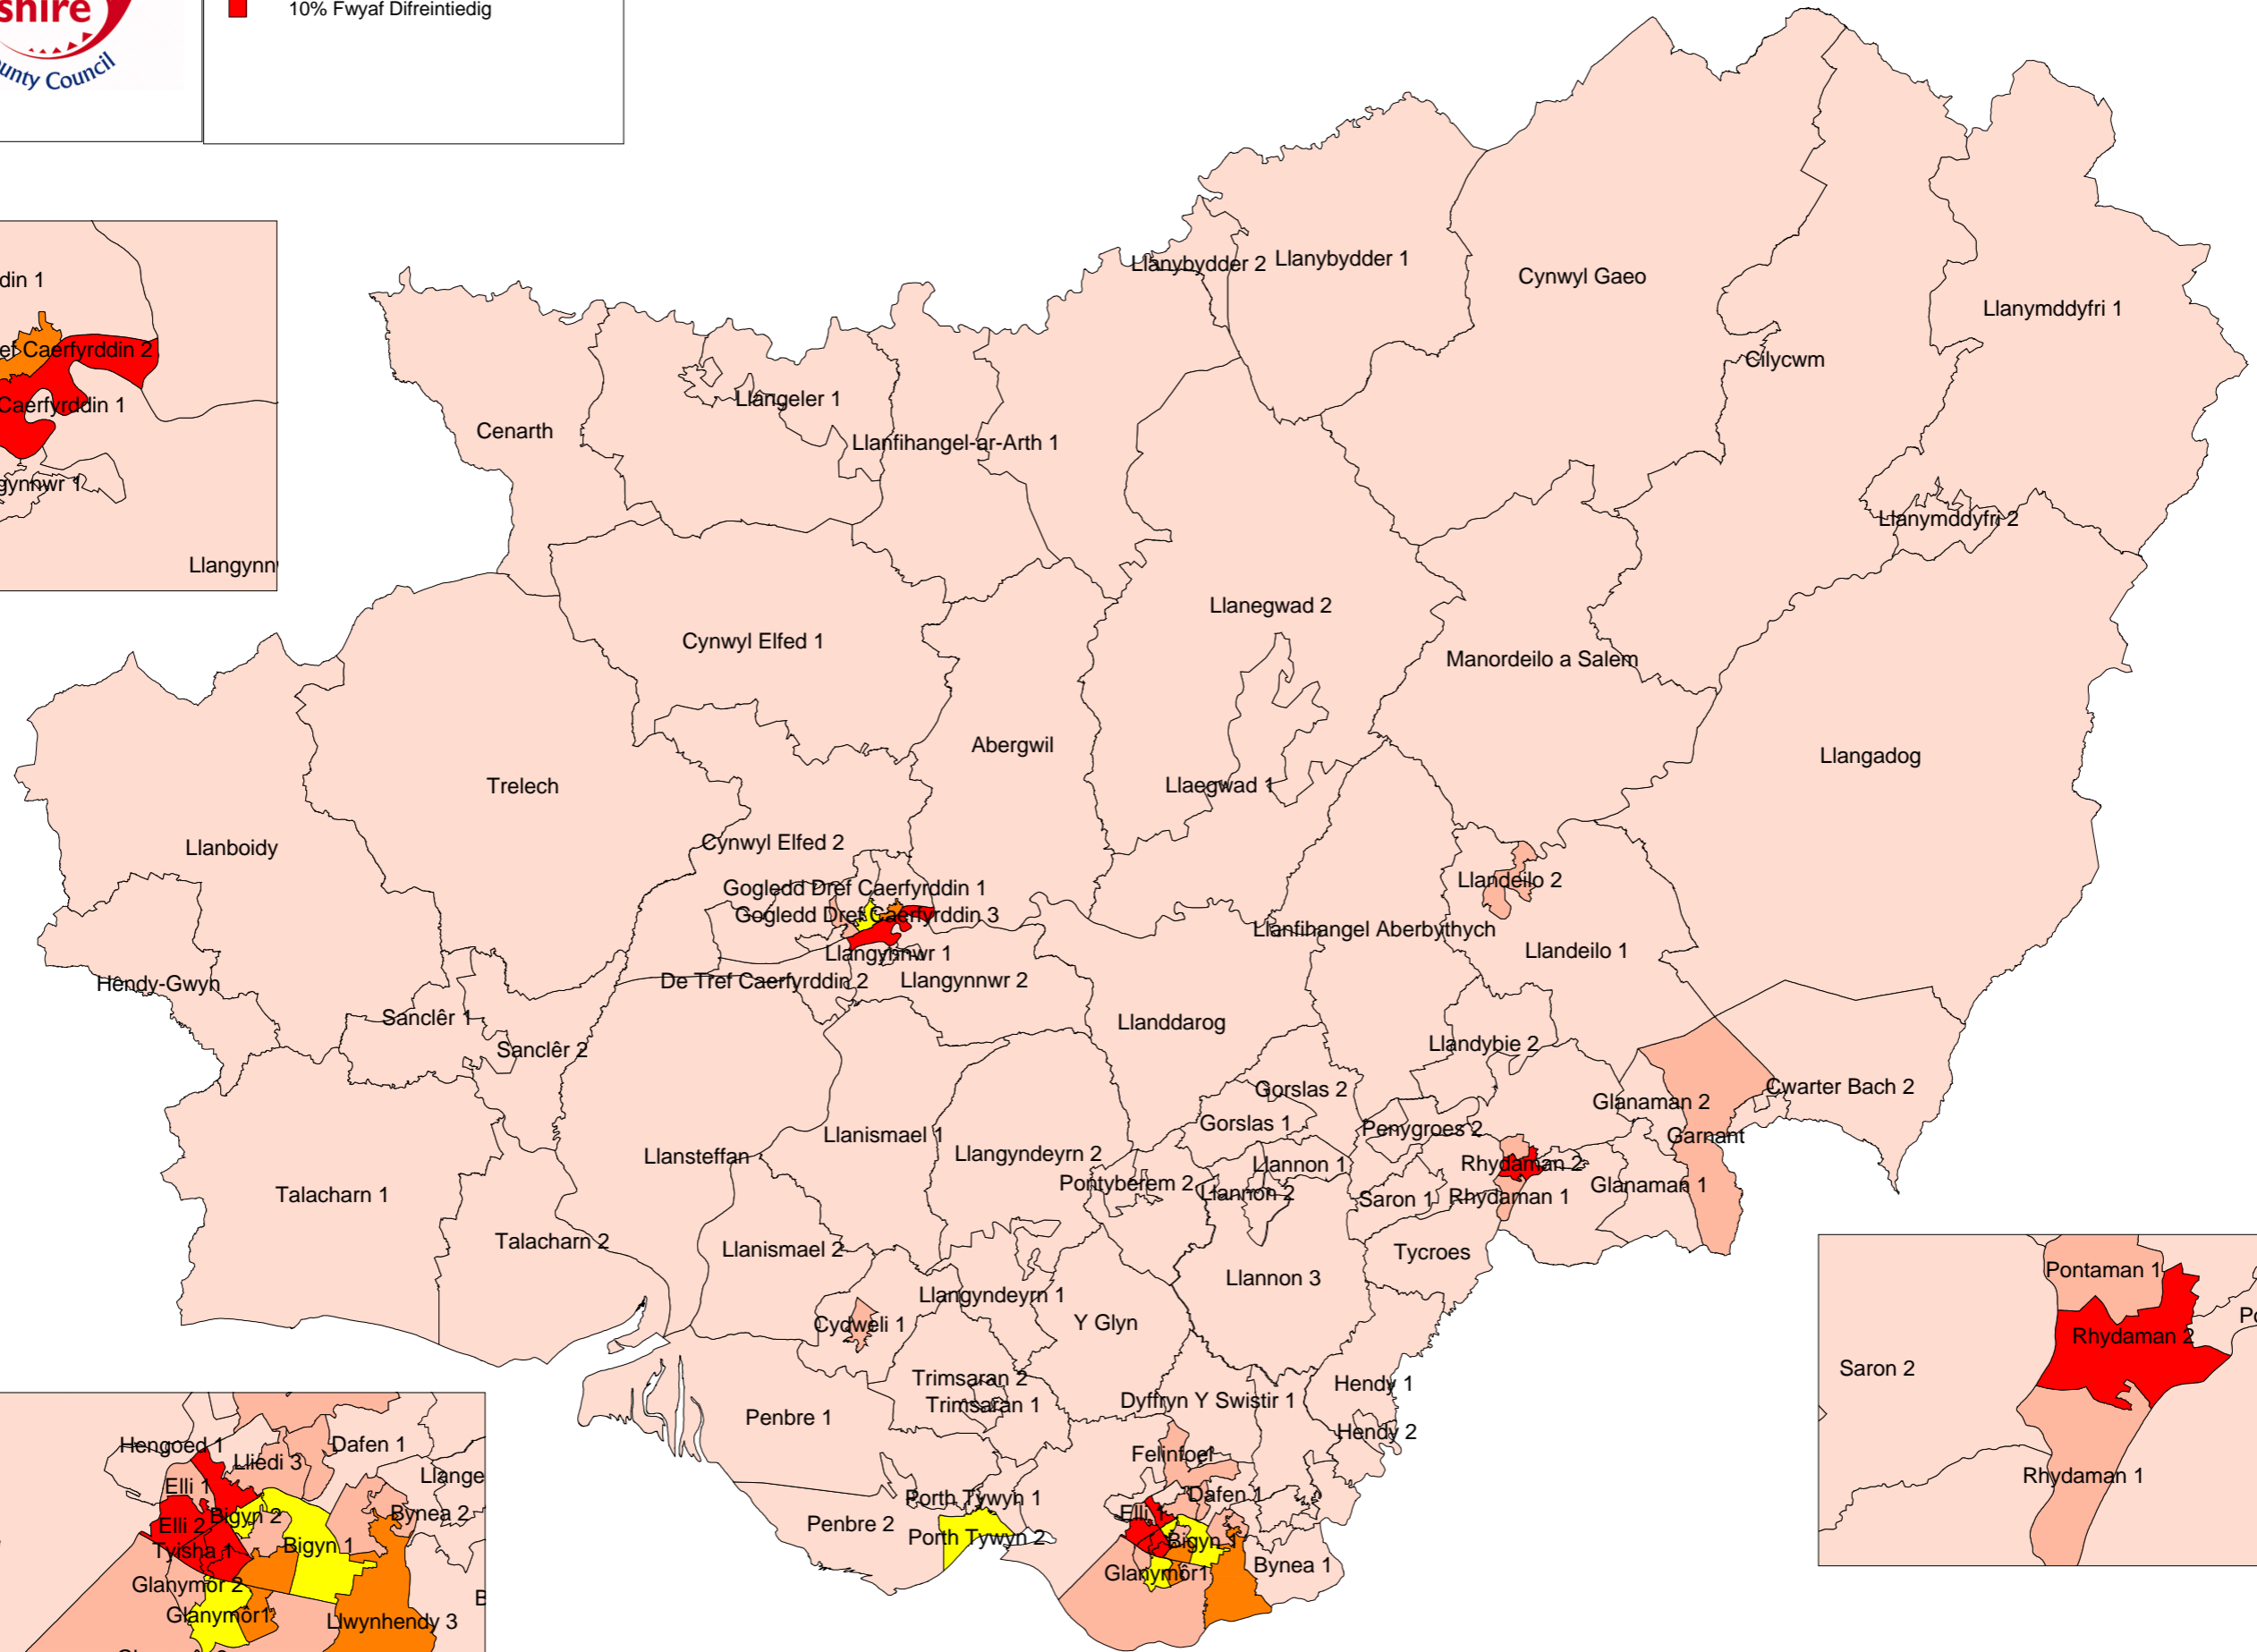 shire
unty Council
10% Fwyaf Difreintiedig
din 1
ef Caerfyrddin 2
Caerfyrddin 1
gynnwr 1
Llangynn
Llanybydder 2
Llanybydder 1
Cynwyl Gaeo
Llanymddyfri 1
Cilycwm
Llangeler 1
Cenarth
Llanfihangel-ar-Arth 1
Llanymddyfri 2
Llanegwad 2
Cynwyl Elfed 1
Manordeilo a Salem
Abergwil
Llangadog
Trelech
Llaegwad 1
Cynwyl Elfed 2
Llanboidy
Gogledd Dref Caerfyrddin 1
Llandeilo 2
Gogledd Dref Caerfyrddin 3
Llanfihangel Aberbythych
Llandeilo 1
Llangynnwr 1
Hendy-Gwyn
De Tref Caerfyrddin 2
Llangynnwr 2
Sanclêr 1
Llanddarog
Sanclêr 2
Llandybie 2
Gorslas 2
Cwarter Bach 2
Glanaman 2
Gorslas 1
Penygroes 2
Llanismael 1
Garnant
Llansteffan
Llangyndeyrn 2
Llannon 1
Rhydaman 2
Pontyberem 2
Llannon 2
Glanaman 1
Talacharn 1
Saron 1
Rhydaman 1
Talacharn 2
Llanismael 2
Tycroes
Llannon 3
Llangyndeyrn 1
Cydweli 1
Y Glyn
Trimsaran 2
Hendy 1
Trimsaran 1
Dyffryn Y Swistir 1
Penbre 1
Hendy 2
Felinfoel
Porth Tywyn 1
Dafen 1
Elli 1
Penbre 2
Porth Tywyn 2
Bigyn 1
Bynea 1
Glanymôr1
Pontaman 1
Po
Rhydaman 2
Saron 2
Rhydaman 1
Hengoed 1
Dafen 1
Lliedi 3
Llange
Elli 1
Bynea 2
Bigyn 2
Elli 2
Bigyn 1
Tyisha 1
Glanymôr 2
B
Glanymôr1
Llwynhendy 3